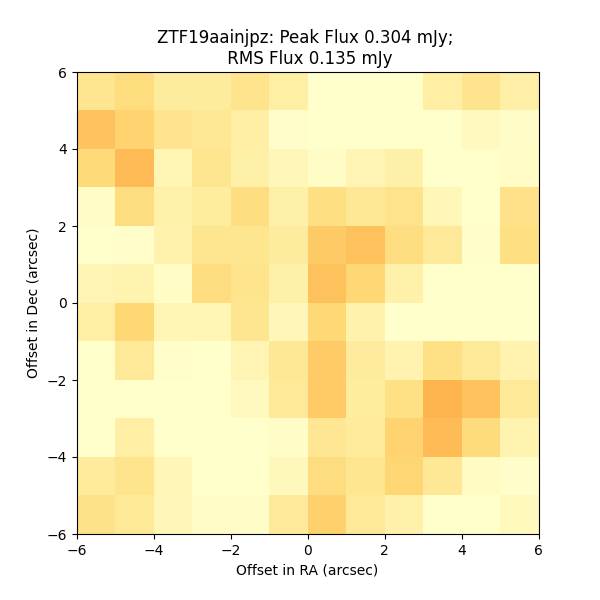 ZTF19aainjpz: Peak Flux 0.304 mJy;
RMS Flux 0.135 mJy
6
4
2
0
−2
−4
−6
Offset in Dec (arcsec)
−6 −4 −2 0 2 4 6
Offset in RA (arcsec)